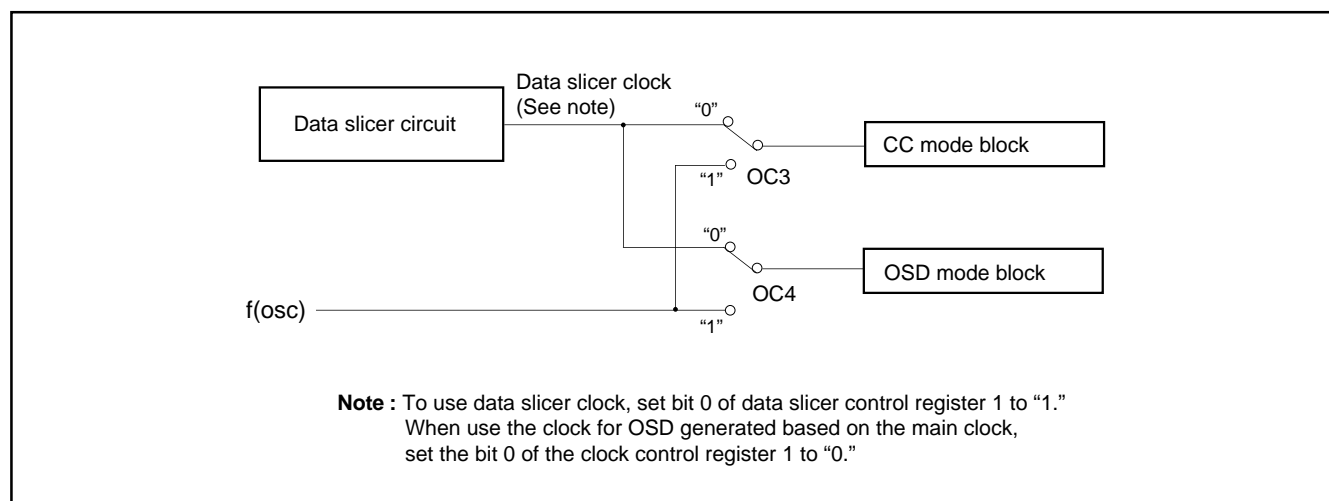 Data slicer clock
(See note)
Data slicer circuit
“0”
CC mode block
“1”
OC3
“0”
OSD mode block
OC4
f(osc)
“1”
Note : To use data slicer clock, set bit 0 of data slicer control register 1 to “1.”
When use the clock for OSD generated based on the main clock,
set the bit 0 of the clock control register 1 to “0.”